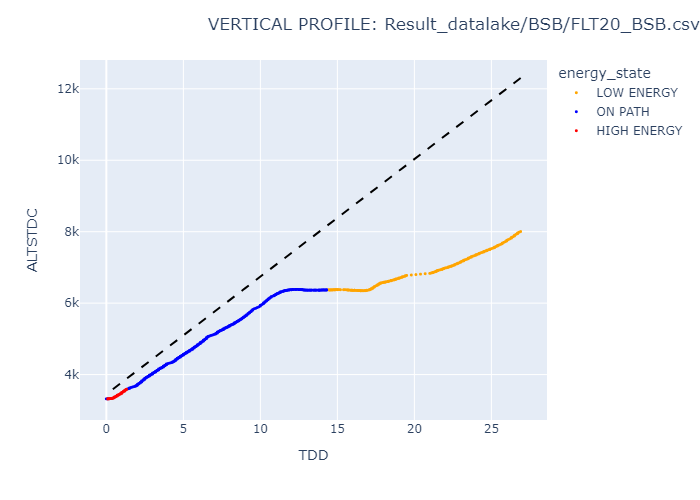 VERTICAL PROFILE: Result_datalake/BSB/FLT20_BSB.csv
energy_state
LOW ENERGY
ON PATH
HIGH ENERGY
12k
10k
8k
6k
4k
ALTSTDC
0 5 10 15 20 25
TDD